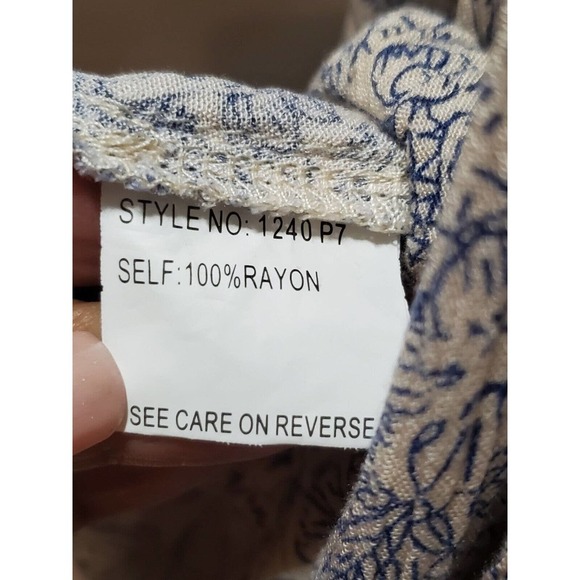 STYLE NO: 1240 P7
SELF:100%RAYON
SEE CARE ON REVERSE